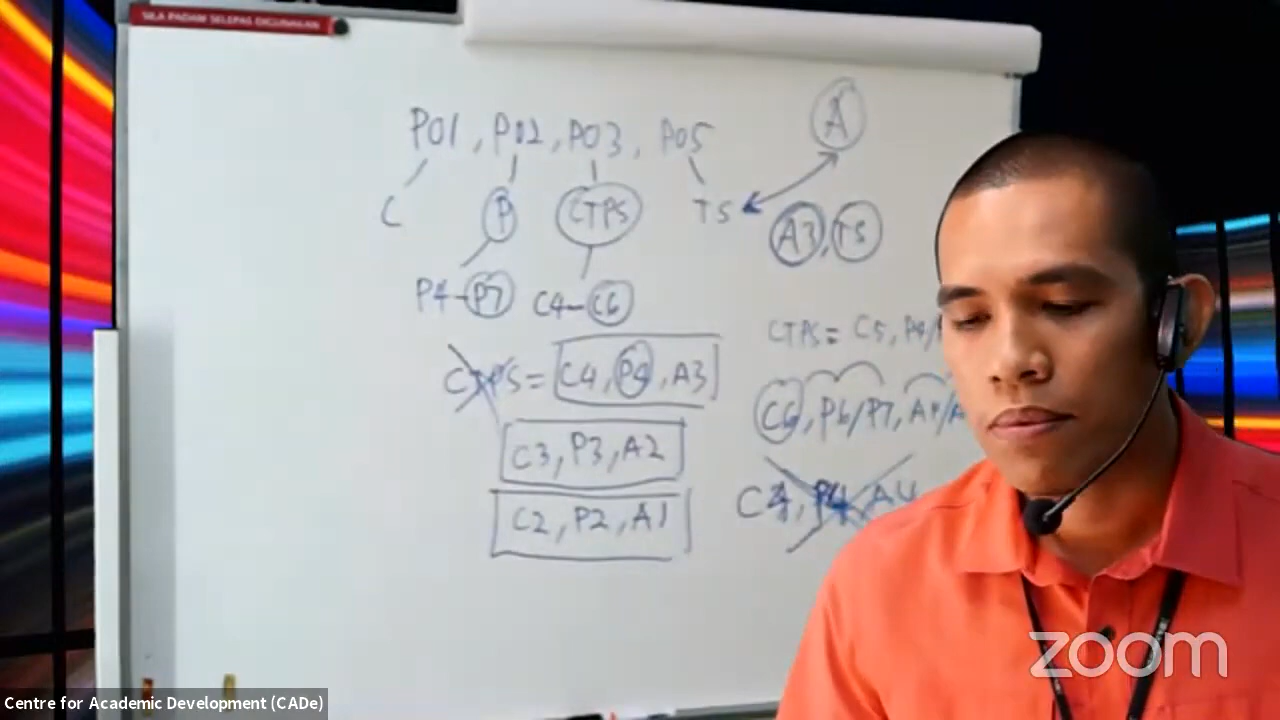 SILA PADAM SELEPAS DIGUNAKAN
PO1, PO2, PO3, PO5
A
C P CTPS TS
A3, TS
P4-P7 C4-C6
CTPS = C5, P4/
CTPS = C4, P4, A3
C6, P6/P7, A4/A
C3, P3, A2
C4, P4, A4
C2, P2, A1
zoom
Centre for Academic Development (CADe)